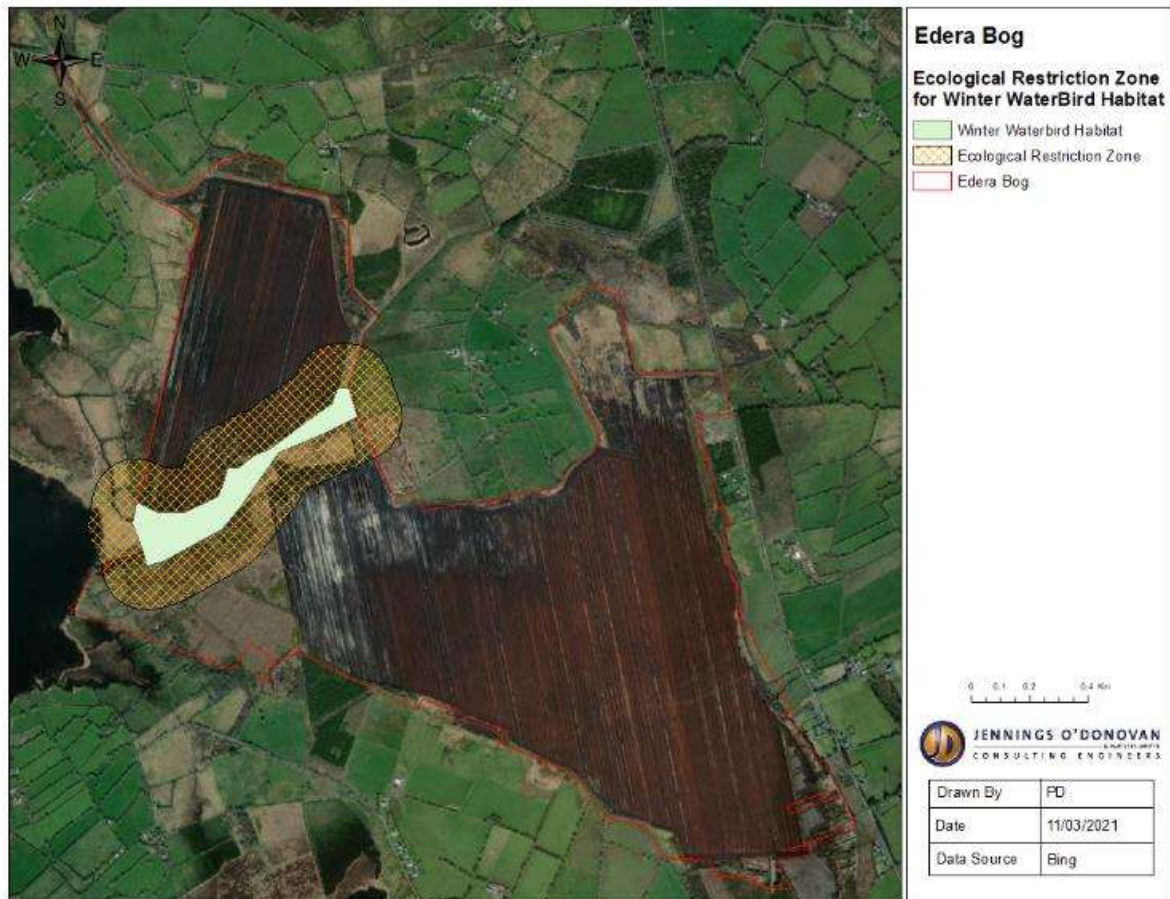 N
W E
S
Edera Bog
Ecological Restriction Zone
for Winter WaterBird Habitat
Winter Waterbird Habitat
Ecological Restriction Zone
Edera Bog
0 0.1 0.2 0.4 Km
JENNINGS O'DONOVAN
CONSULTING ENGINEERS
Drawn By PD
Date 11/03/2021
Data Source Bing